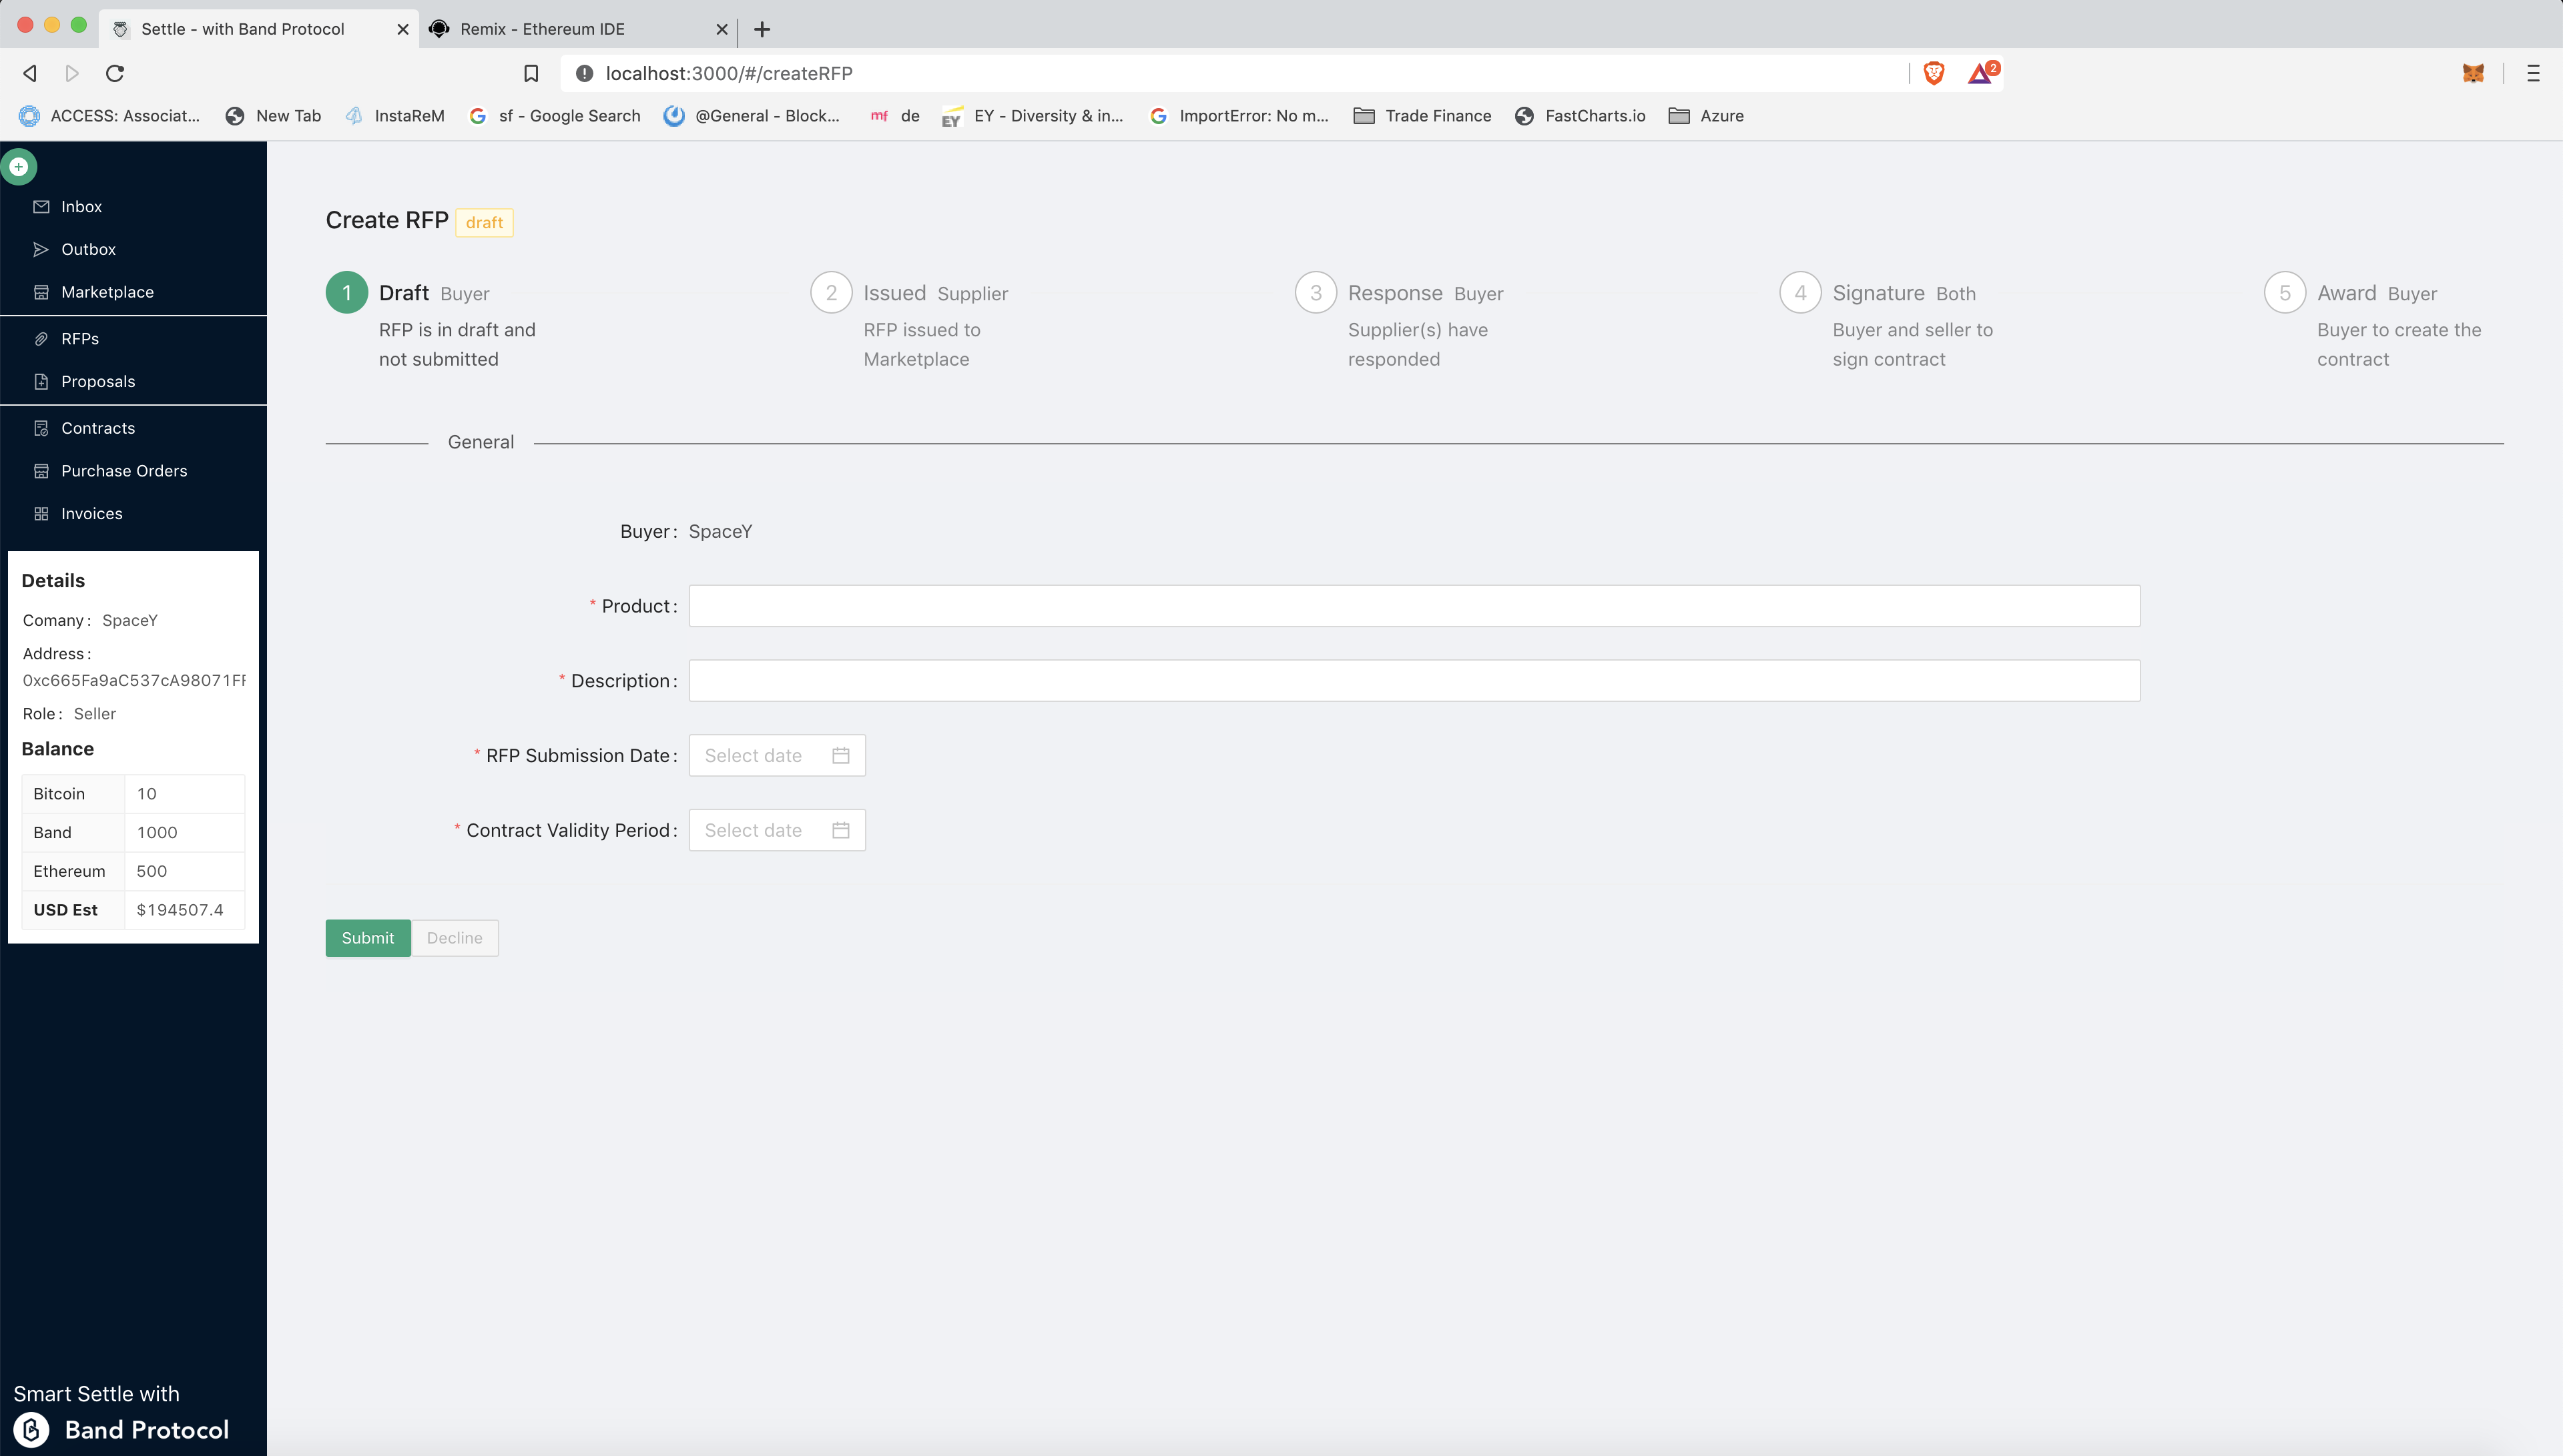 Settle - with Band Protocol
Remix - Ethereum IDE
localhost:3000/#/createRFP
2
ACCESS: Associat...
New Tab
InstaReM
sf - Google Search
@General - Block...
mf de
EY EY - Diversity & in...
ImportError: No m...
Trade Finance
FastCharts.io
Azure
Inbox
Outbox
Marketplace
RFPs
Proposals
Contracts
Purchase Orders
Invoices
Details
Comany: SpaceY
Address:
0xc665Fa9aC537cA98071FF
Role: Seller
Balance
Bitcoin 10
Band 1000
Ethereum 500
USD Est $194507.4
Smart Settle with
Band Protocol
Create RFP draft
1 Draft Buyer
RFP is in draft and
not submitted
2 Issued Supplier
RFP issued to
Marketplace
3 Response Buyer
Supplier(s) have
responded
4 Signature Both
Buyer and seller to
sign contract
5 Award Buyer
Buyer to create the
contract
General
Buyer: SpaceY
* Product:
* Description:
* RFP Submission Date: Select date
* Contract Validity Period: Select date
Submit Decline